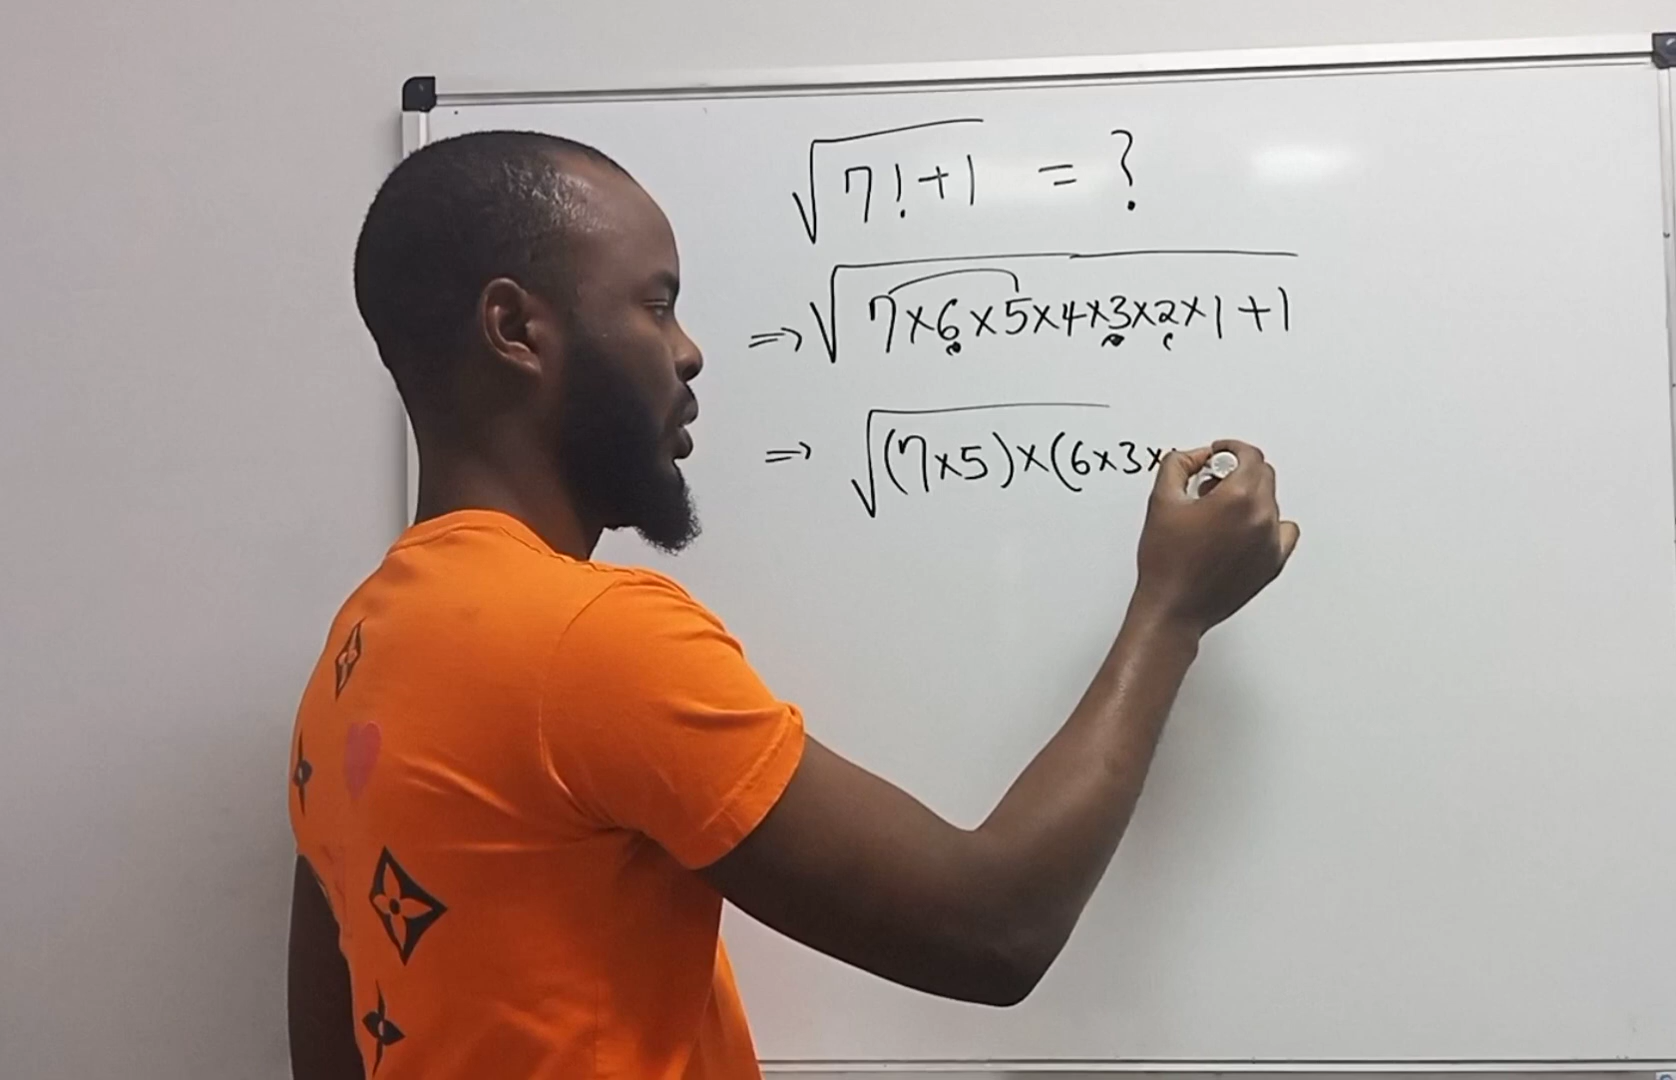 √7!+1 = ?
⇒ √7×6×5×4×3×2×1+1
⇒ √(7×5)×(6×3×